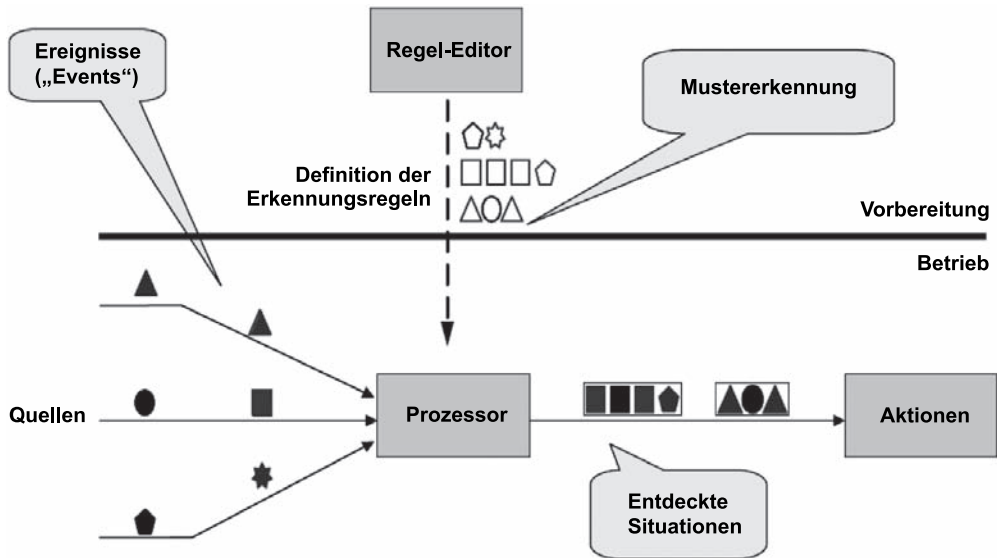 Ereignisse
(„Events“)
Regel-Editor
Mustererkennung
Definition der
Erkennungsregeln
Vorbereitung
Betrieb
Quellen
Prozessor
Aktionen
Entdeckte
Situationen